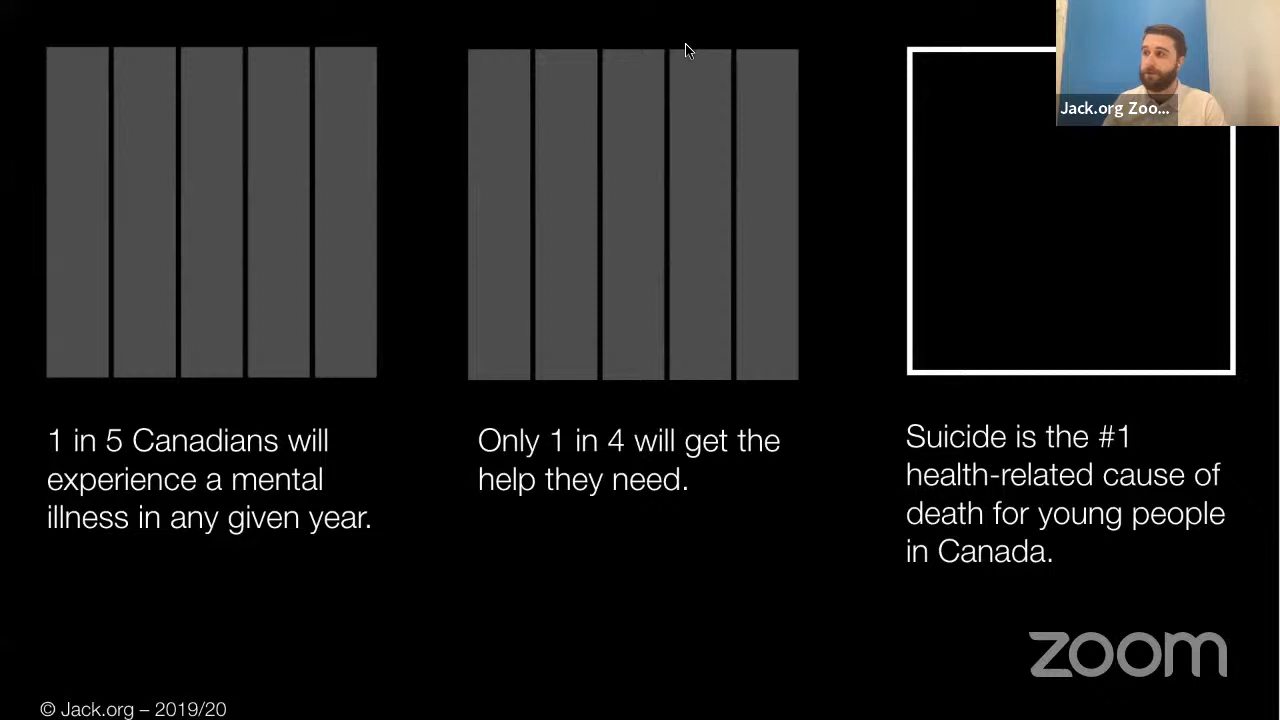 Jack.org Zoo...
1 in 5 Canadians will
experience a mental
illness in any given year.
Only 1 in 4 will get the
help they need.
Suicide is the #1
health-related cause of
death for young people
in Canada.
zoom
© Jack.org – 2019/20